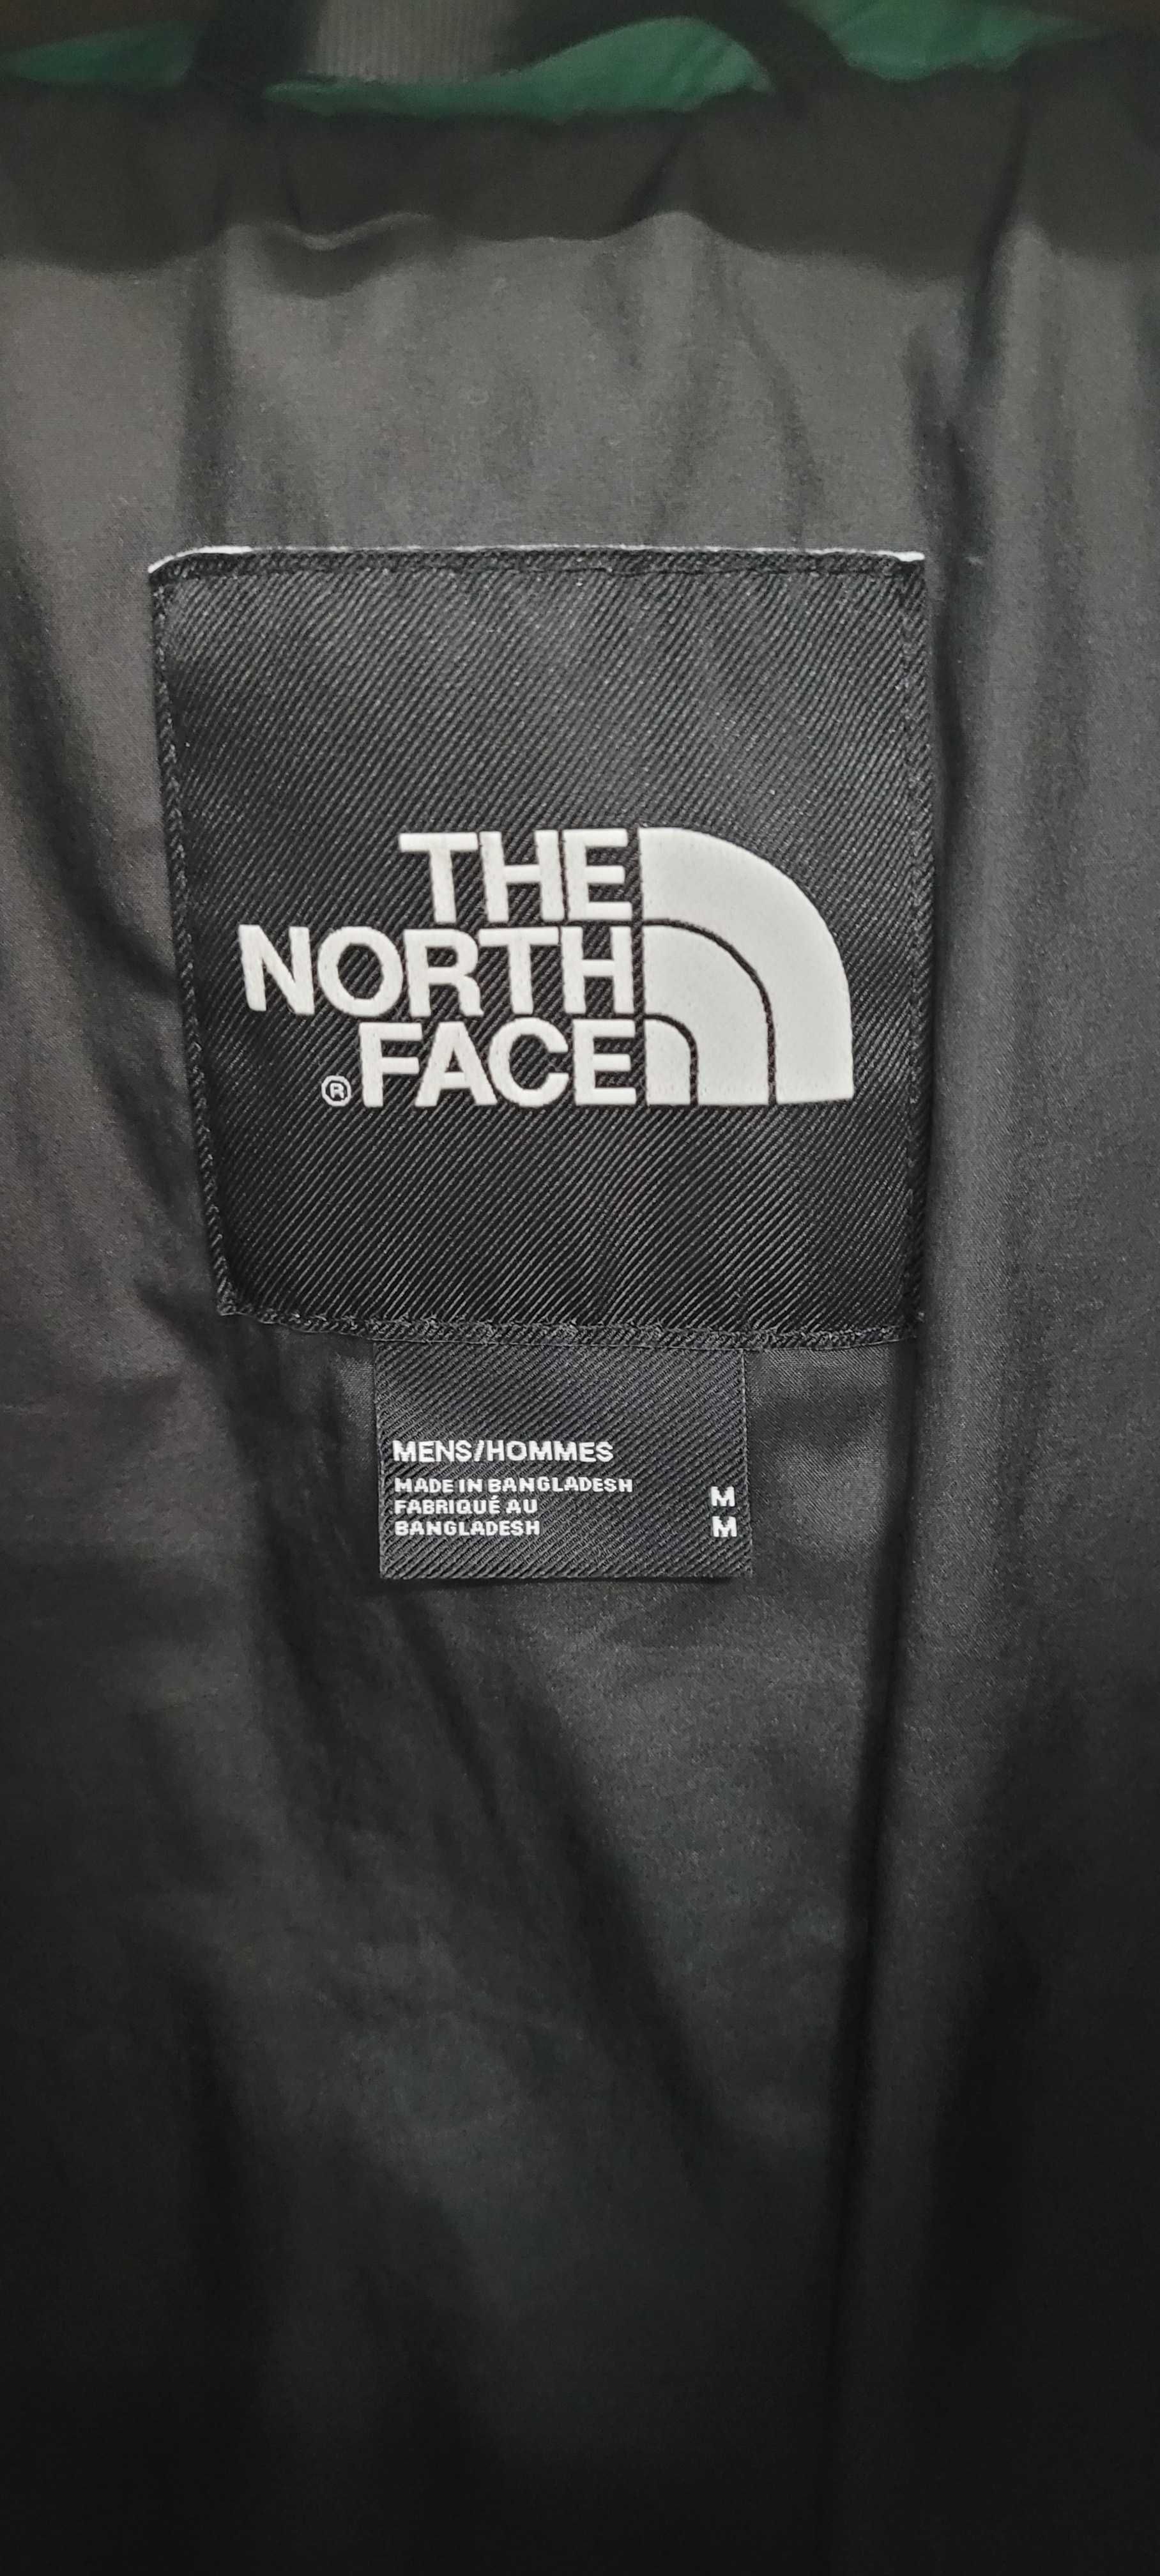 THE
NORTH
FACE
®
MENS/HOMMES
MADE IN BANGLADESH
FABRIQUÉ AU
BANGLADESH
M
M